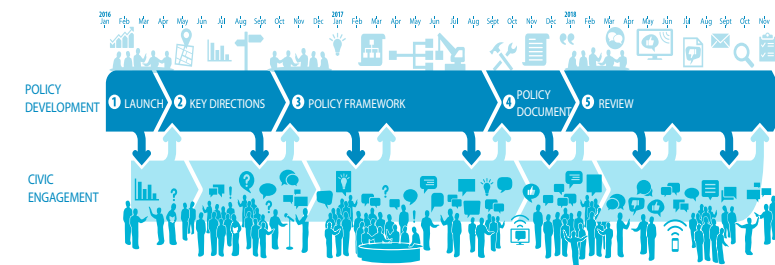 2016 2017 2018
Jan Feb Mar Apr May Jun Jul Aug Sept Oct Nov Dec Jan Feb Mar Apr May Jun Jul Aug Sept Oct Nov Dec Jan Feb Mar Apr May Jun Jul Aug Sept Oct Nov
POLICY
DEVELOPMENT
1 LAUNCH 2 KEY DIRECTIONS 3 POLICY FRAMEWORK 4 POLICY
DOCUMENT 5 REVIEW
CIVIC
ENGAGEMENT